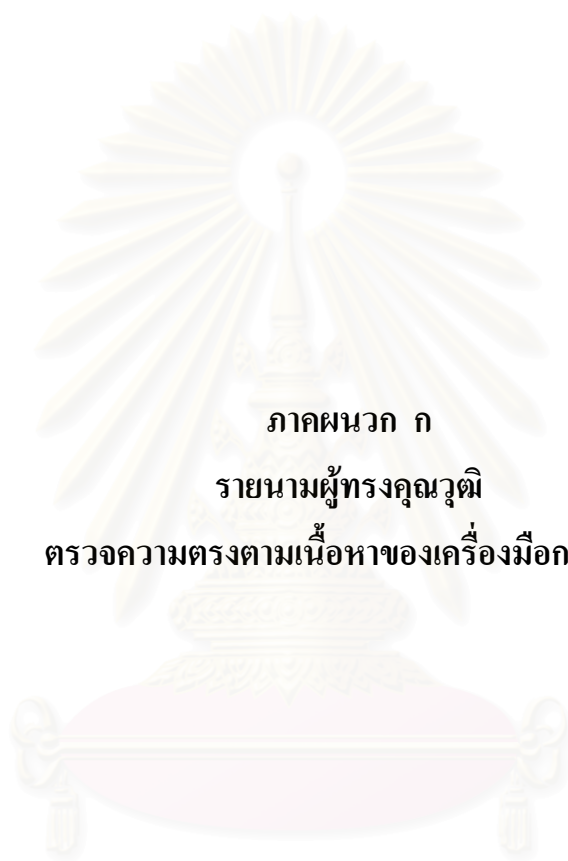 ภาคผนวก ก
รายนามผู้ทรงคุณวุฒิ
ตรวจความตรงตามเนื้อหาของเครื่องมือก